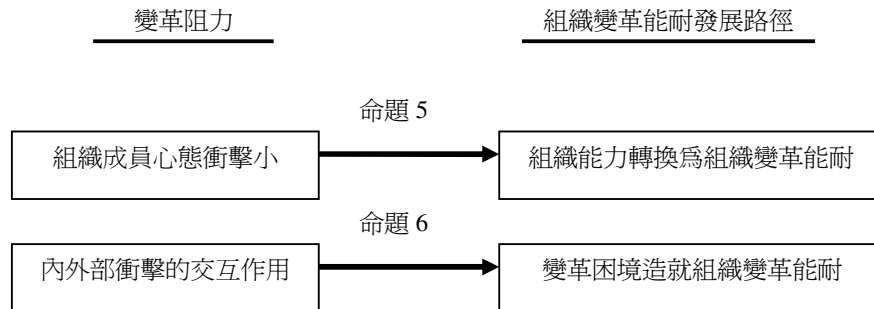 變革阻力
組織變革能耐發展路徑
命題 5
組織成員心態衝擊小
組織能力轉換爲組織變革能耐
命題 6
內外部衝擊的交互作用
變革困境造就組織變革能耐